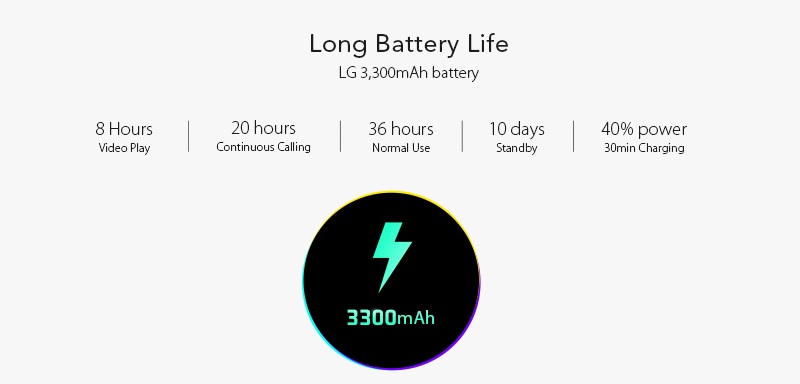 Long Battery Life
LG 3,300mAh battery
8 Hours
Video Play
20 hours
Continuous Calling
36 hours
Normal Use
10 days
Standby
40% power
30min Charging
3300mAh